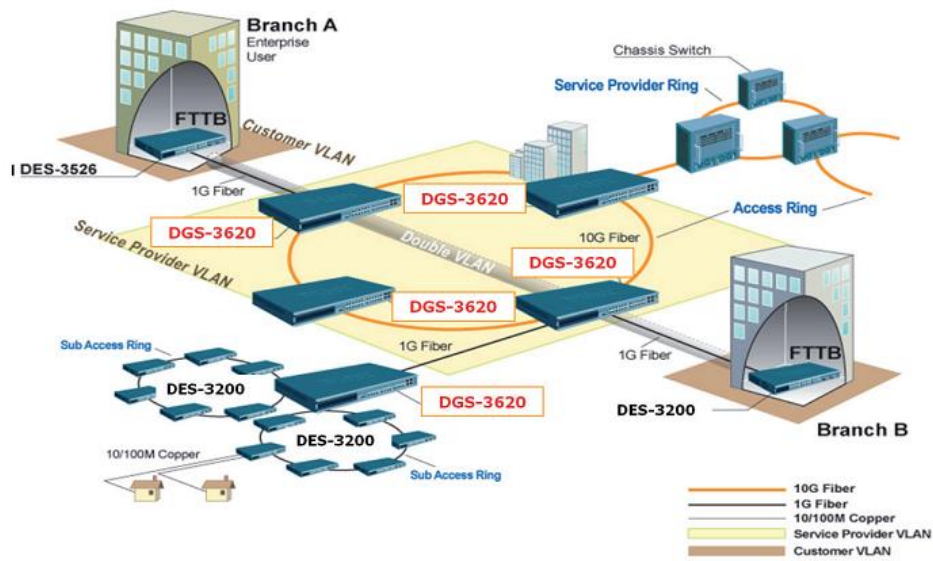 Branch A
Enterprise
User
FTTB
Customer VLAN
I DES-3526
1G Fiber
Chassis Switch
Service Provider Ring
DGS-3620
DGS-3620
Access Ring
10G Fiber
Double VLAN
Service Provider VLAN
DGS-3620
DGS-3620
1G Fiber
1G Fiber
FTTB
Sub Access Ring
DES-3200
DGS-3620
DES-3200
Branch B
DES-3200
10/100M Copper
Sub Access Ring
10G Fiber
1G Fiber
10/100M Copper
Service Provider VLAN
Customer VLAN